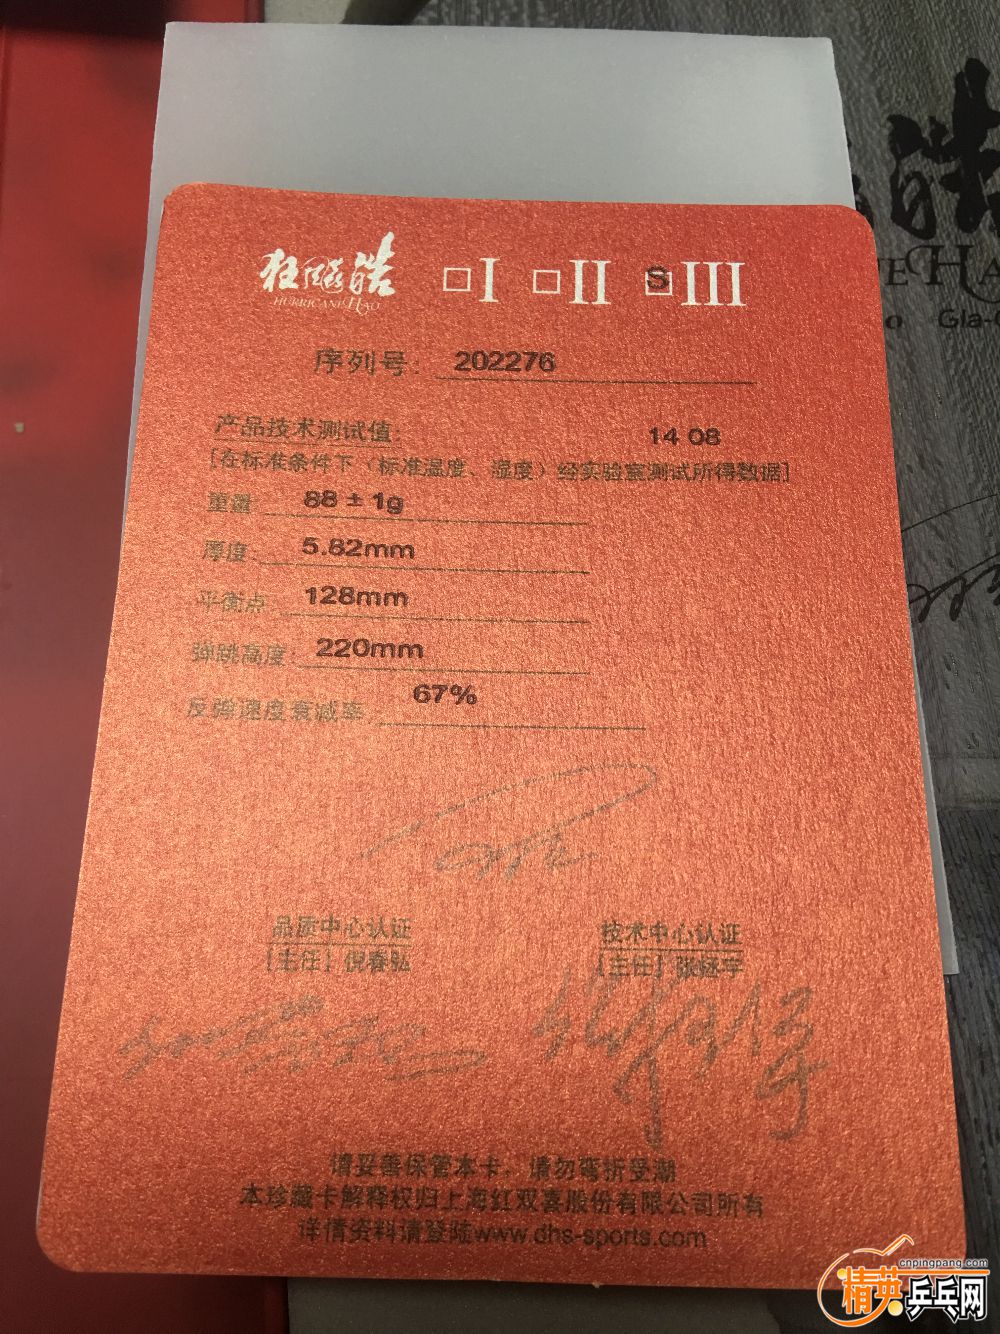 狂飚皓 □I □II SIII
HURRICANE HAO
序列号: 202276
产品技术测试值: 14 08
[在标准条件下（标准温度、湿度）经实验室测试所得数据]
重量: 88±1g
厚度: 5.82mm
平衡点: 128mm
弹跳高度: 220mm
反弹速度衰减率 67%
品质中心认证 技术中心认证
[主任] 倪春弘 [主任] 张怿宇
请妥善保管本卡，请勿弯折受潮
本珍藏卡解释权归上海红双喜股份有限公司所有
详情资料请登陆www.dhs-sports.com
皓
NE HA
o Gla-
cnpingpang.com
精英乒乓网